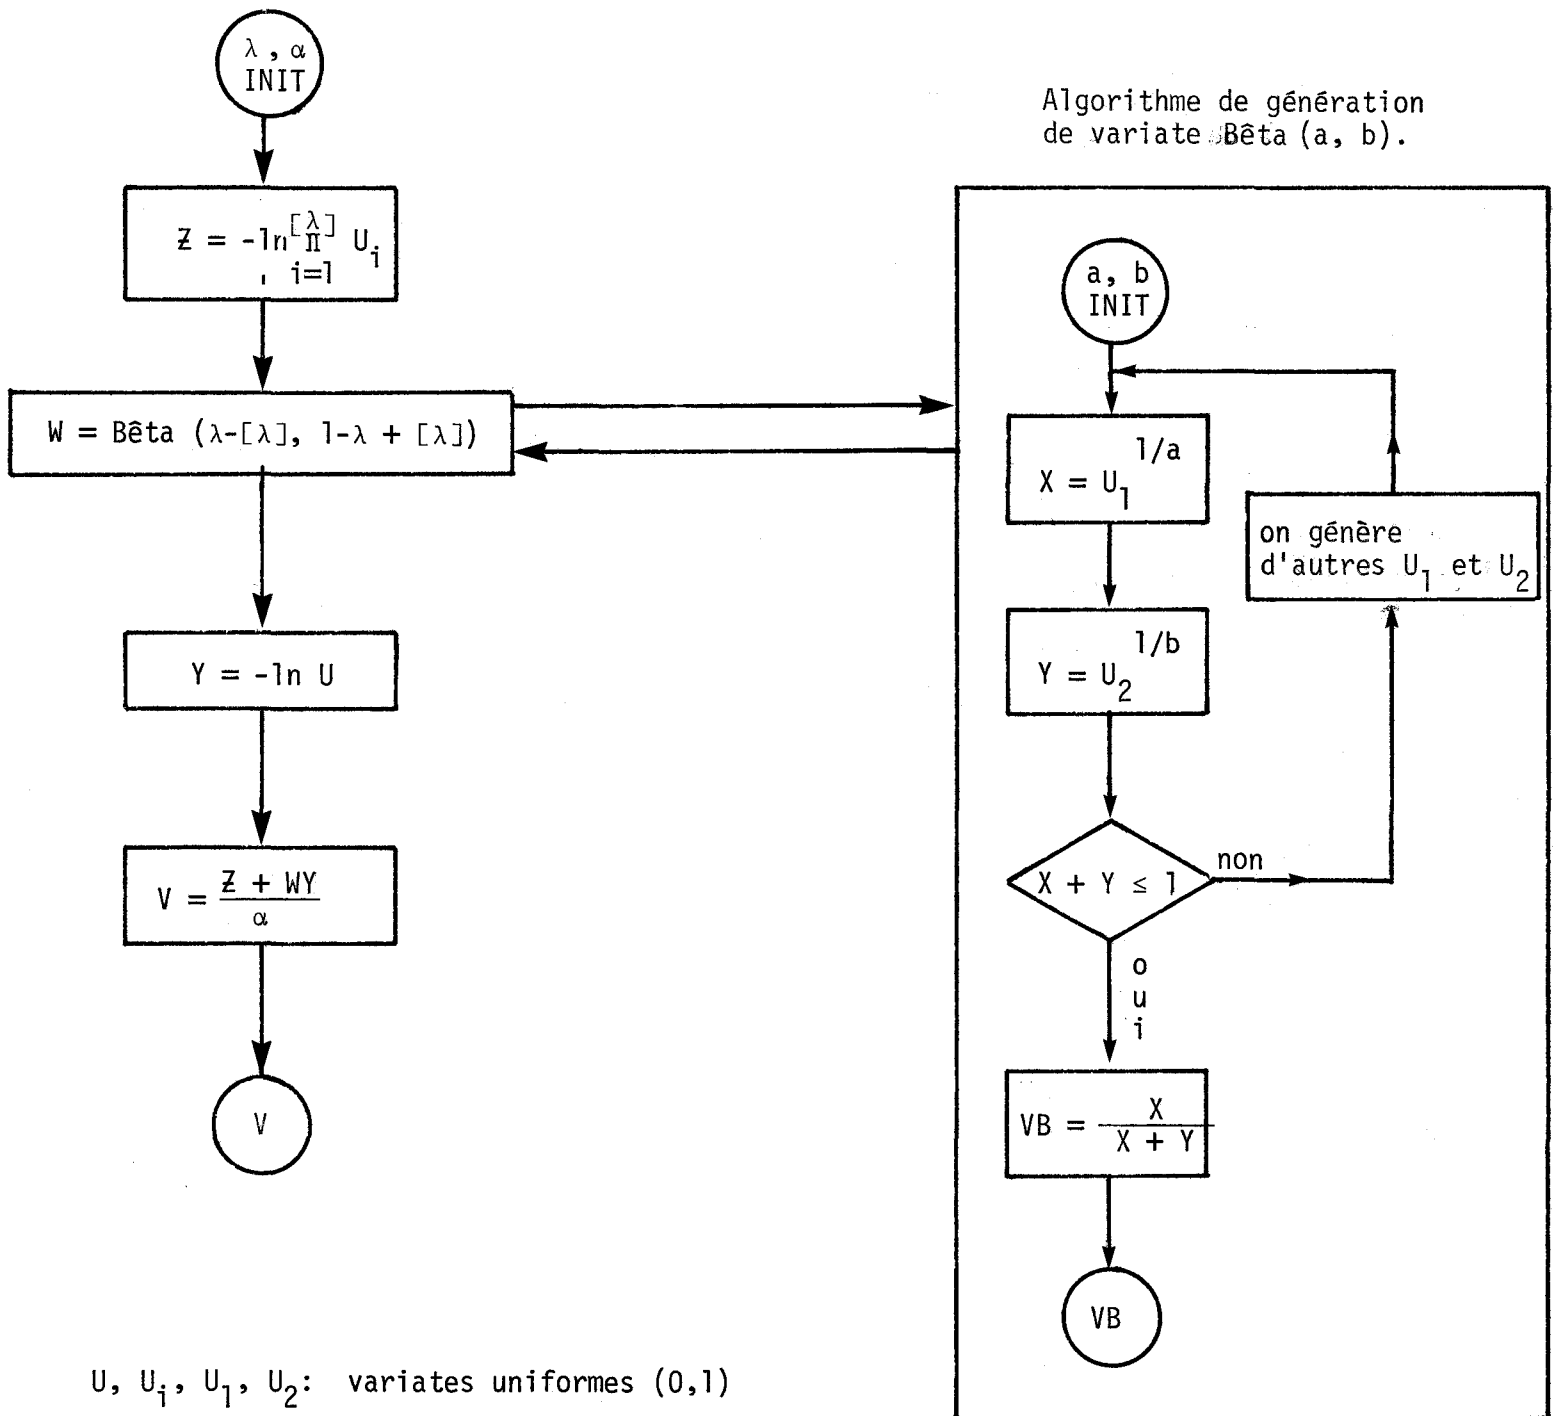 λ , α
INIT
Z = -ln [λ] Π i=1 U_i
W = Bêta (λ-[λ], 1-λ + [λ])
Y = -ln U
V = Z + WY / α
V
U, U_i, U_1, U_2: variates uniformes (0,1)
Algorithme de génération
de variate Bêta (a, b).
a, b
INIT
X = U_1^1/a
Y = U_2^1/b
on génère
d'autres U_1 et U_2
X + Y ≤ 1
non
oui
VB = X / X + Y
VB